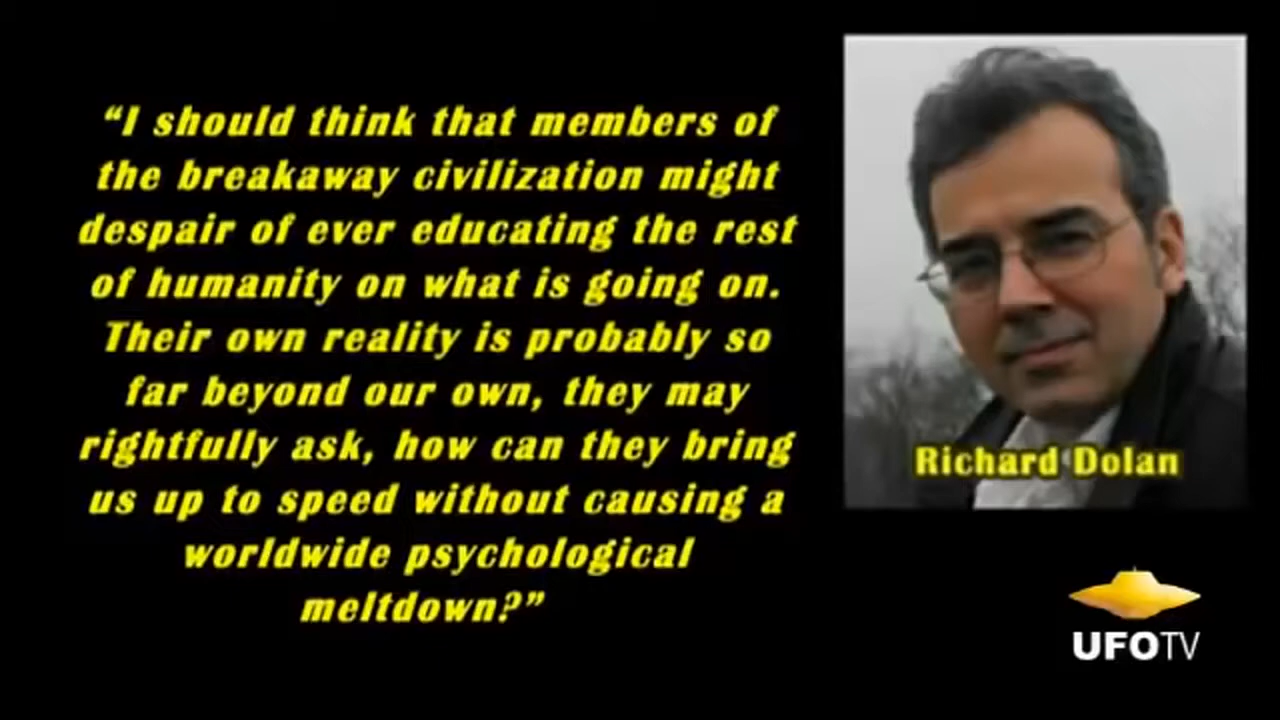 “I should think that members of
the breakaway civilization might
despair of ever educating the rest
of humanity on what is going on.
Their own reality is probably so
far beyond our own, they may
rightfully ask, how can they bring
us up to speed without causing a
worldwide psychological
meltdown?”
Richard Dolan
UFOTV